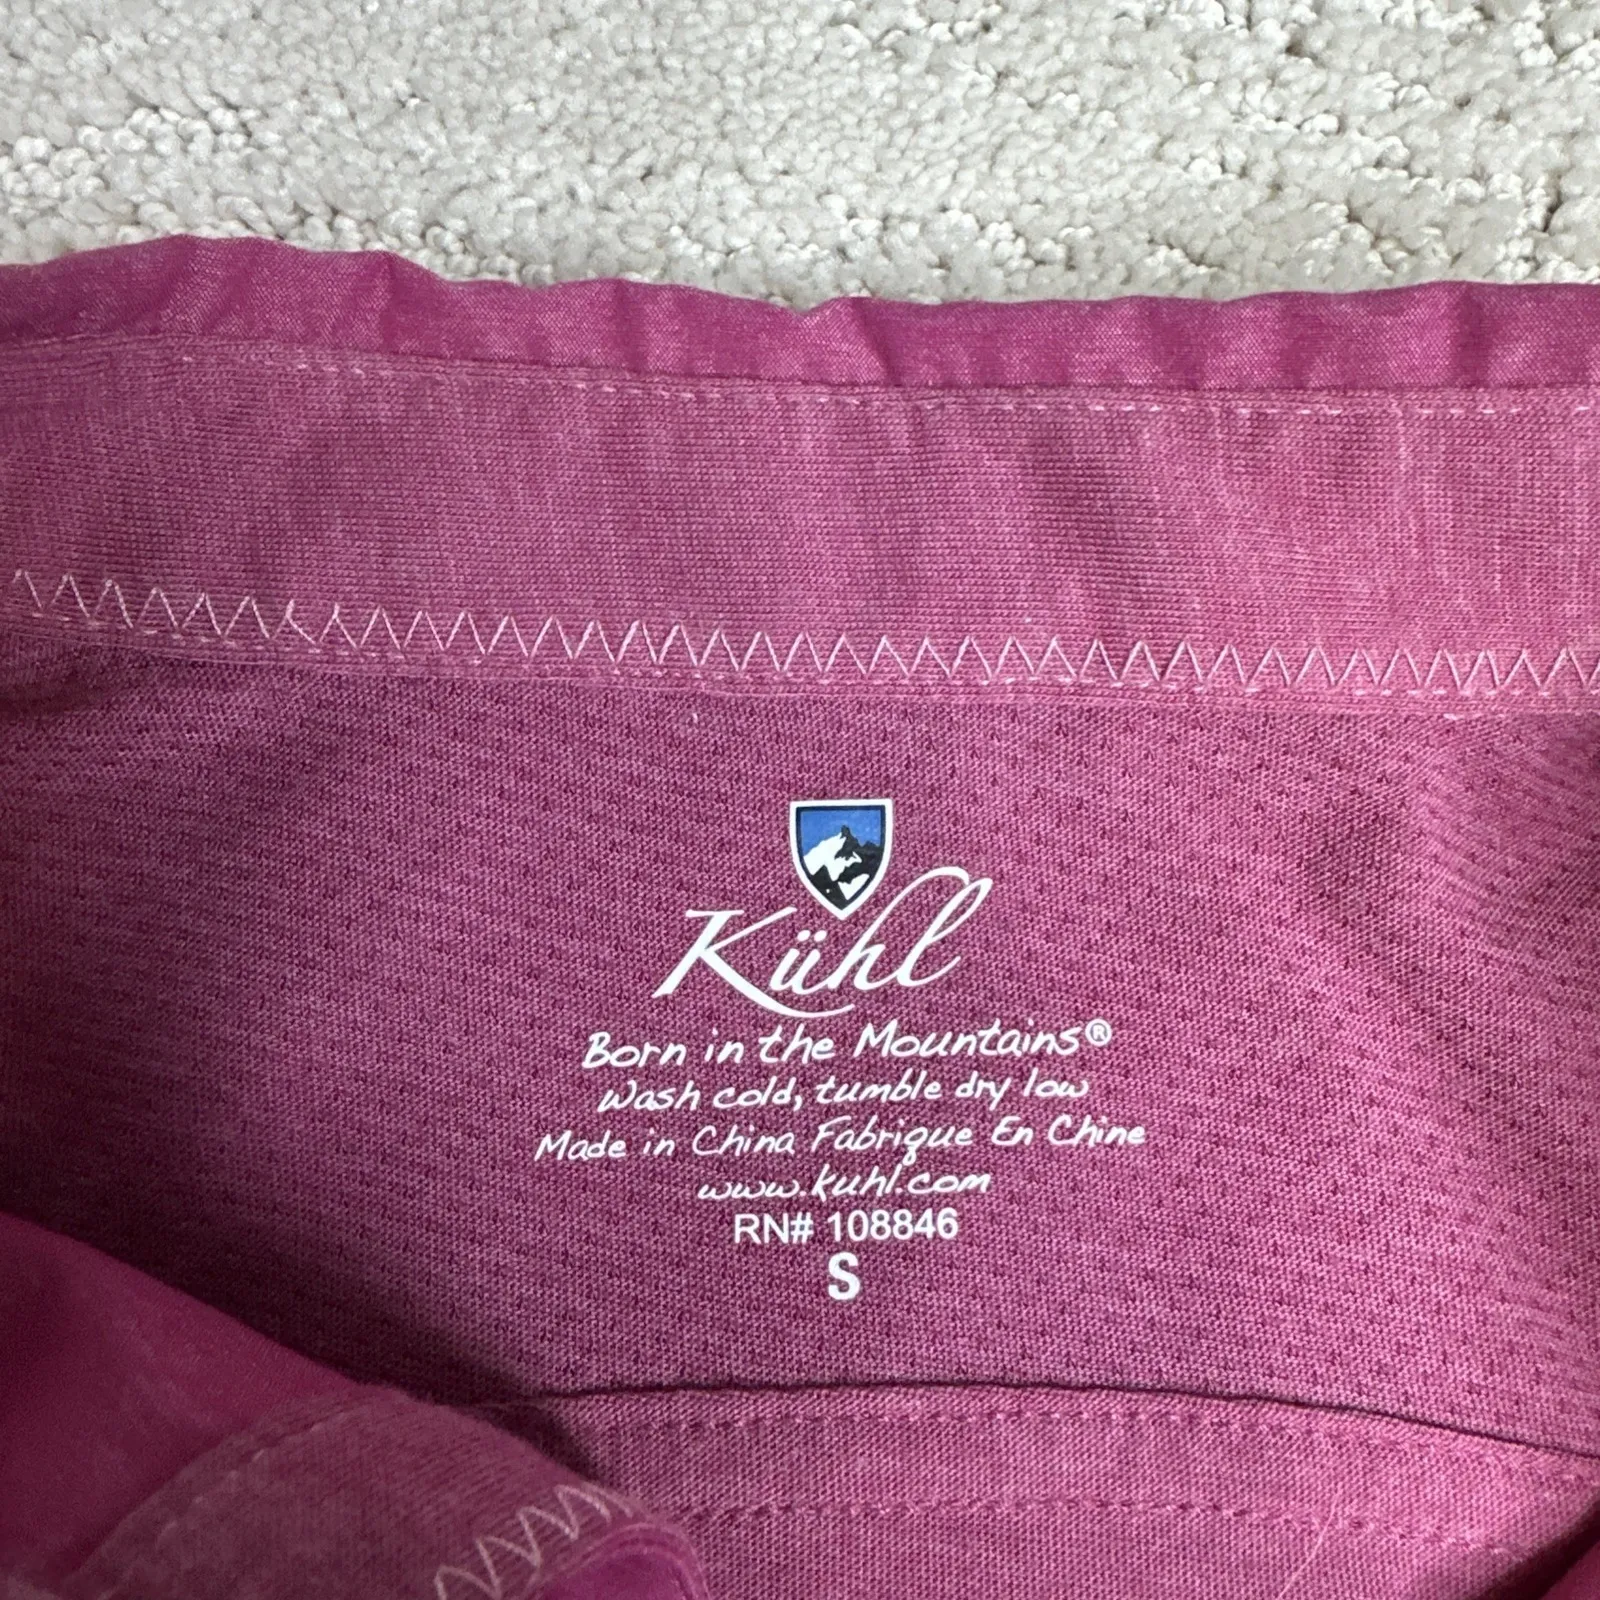 Kühl
Born in the Mountains®
Wash cold, tumble dry low
Made in China Fabrique En Chine
www.kuhl.com
RN# 108846
S